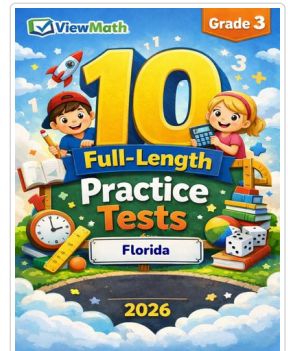 ViewMath
Grade 3
10
Full-Length
Practice
Tests
Florida
2026